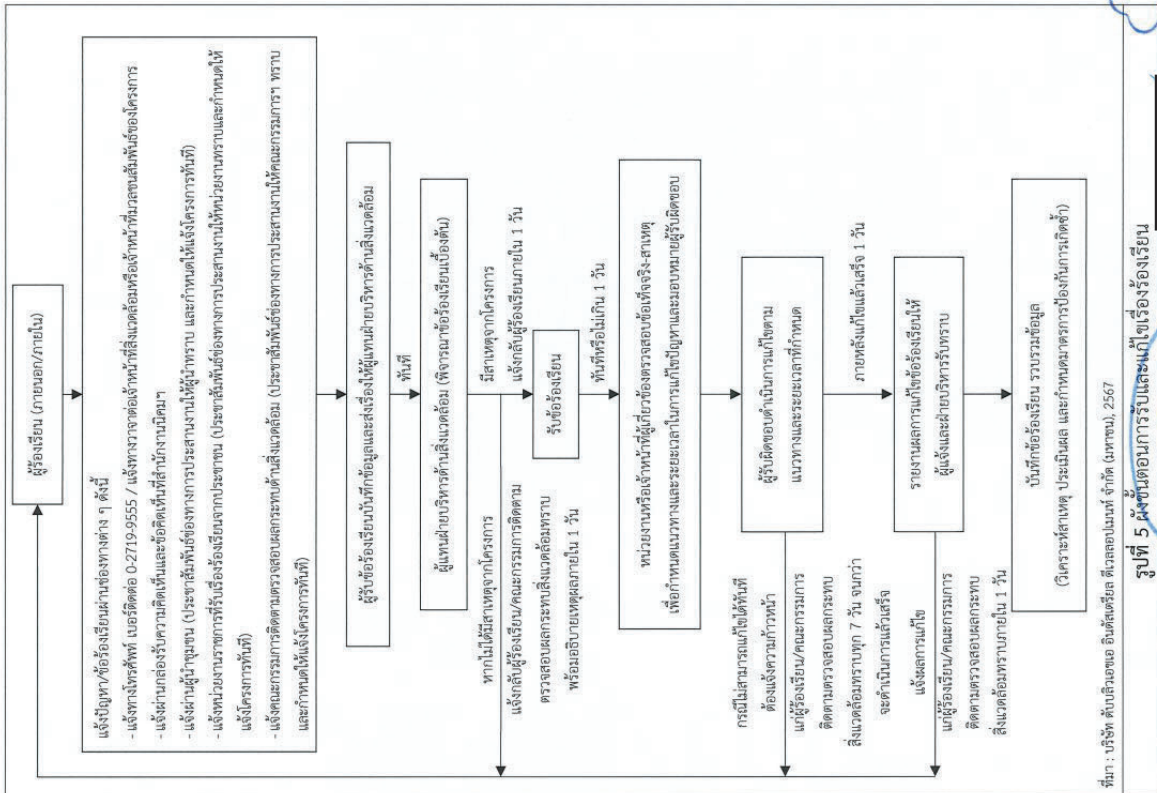 ผู้ร้องเรียน (ภายนอก/ภายใน)
แจ้งปัญหา/ข้อร้องเรียนผ่านช่องทางต่าง ๆ ดังนี้
- แจ้งทางโทรศัพท์ เบอร์ติดต่อ 0-2719-9555 / แจ้งทางวาจาต่อเจ้าหน้าที่สิ่งแวดล้อมหรือเจ้าหน้าที่มวลชนสัมพันธ์ของโครงการ
- แจ้งผ่านกล่องรับความคิดเห็นและข้อคิดเห็นที่สำนักงานนิคมฯ
- แจ้งผ่านผู้นำชุมชน (ประชาสัมพันธ์ช่องทางการประสานงานให้ผู้นำทราบ และกำหนดให้แจ้งโครงการทันที)
- แจ้งหน่วยงานราชการที่รับเรื่องร้องเรียนจากประชาชน (ประชาสัมพันธ์ช่องทางการประสานงานให้หน่วยงานทราบและกำหนดให้
แจ้งโครงการทันที)
- แจ้งคณะกรรมการติดตามตรวจสอบผลกระทบด้านสิ่งแวดล้อม (ประชาสัมพันธ์ช่องทางการประสานงานให้คณะกรรมการฯ ทราบ
และกำหนดให้แจ้งโครงการทันที)
ผู้รับข้อร้องเรียนบันทึกข้อมูลและส่งเรื่องให้ผู้แทนฝ่ายบริหารด้านสิ่งแวดล้อม
ทันที
ผู้แทนฝ่ายบริหารด้านสิ่งแวดล้อม (พิจารณาข้อร้องเรียนเบื้องต้น)
หากไม่ได้มีสาเหตุจากโครงการ
แจ้งกลับผู้ร้องเรียน/คณะกรรมการติดตาม
ตรวจสอบผลกระทบสิ่งแวดล้อมทราบ
พร้อมอธิบายเหตุผลภายใน 1 วัน
มีสาเหตุจากโครงการ
แจ้งกลับผู้ร้องเรียนภายใน 1 วัน
รับข้อร้องเรียน
ทันทีหรือไม่เกิน 1 วัน
หน่วยงานหรือเจ้าหน้าที่ผู้เกี่ยวข้องตรวจสอบข้อเท็จจริง-สาเหตุ
เพื่อกำหนดแนวทางและระยะเวลาในการแก้ไขปัญหาและมอบหมายผู้รับผิดชอบ
กรณีไม่สามารถแก้ไขได้ทันที
ต้องแจ้งความก้าวหน้า
แก่ผู้ร้องเรียน/คณะกรรมการ
ติดตามตรวจสอบผลกระทบ
สิ่งแวดล้อมทราบทุก 7 วัน จนกว่า
จะดำเนินการแล้วเสร็จ
ผู้รับผิดชอบดำเนินการแก้ไขตาม
แนวทางและระยะเวลาที่กำหนด
ภายหลังแก้ไขแล้วเสร็จ 1 วัน
แจ้งผลการแก้ไข
แก่ผู้ร้องเรียน/คณะกรรมการ
ติดตามตรวจสอบผลกระทบ
สิ่งแวดล้อมทราบภายใน 1 วัน
รายงานผลการแก้ไขข้อร้องเรียนให้
ผู้แจ้งและฝ่ายบริหารรับทราบ
บันทึกข้อร้องเรียน รวบรวมข้อมูล
(วิเคราะห์สาเหตุ ประเมินผล และกำหนดมาตรการป้องกันการเกิดซ้ำ)
ที่มา : บริษัท ดับบลิวเอชเอ อินดัสเตรียล ดีเวลลอปเมนท์ จำกัด (มหาชน), 2567
รูปที่ 5 ผังขั้นตอนการรับและแก้ไขเรื่องร้องเรียน